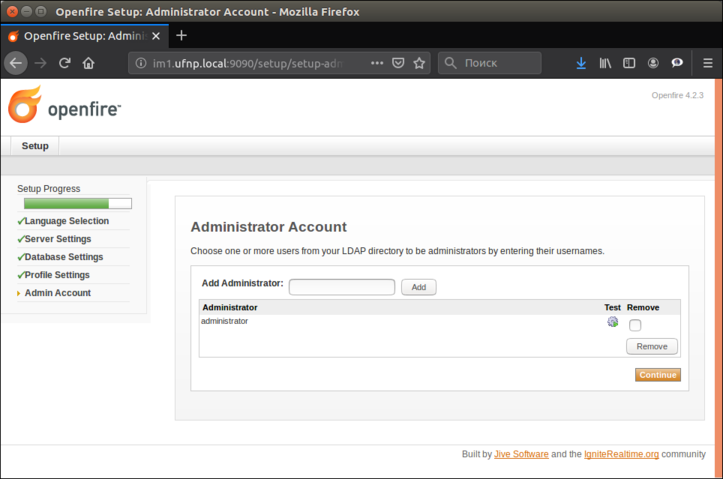 Openfire Setup: Administrator Account - Mozilla Firefox
Openfire Setup: Admini
im1.ufnp.local:9090/setup/setup-adm
Поиск
openfire
Openfire 4.2.3
Setup
Setup Progress
Language Selection
Server Settings
Database Settings
Profile Settings
Admin Account
Administrator Account
Choose one or more users from your LDAP directory to be administrators by entering their usernames.
Add Administrator: Add
Administrator Test Remove
administrator
Remove
Continue
Built by Jive Software and the IgniteRealtime.org community